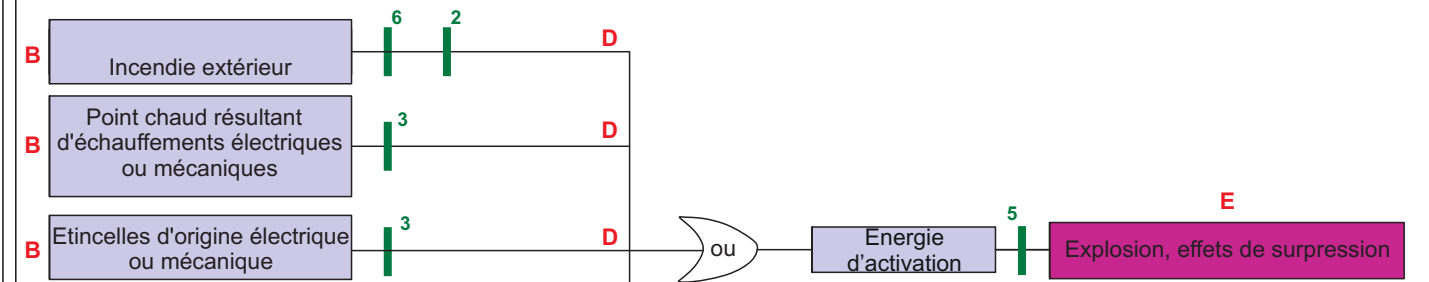 6 2
B Incendie extérieur D
Point chaud résultant
B d'échauffements électriques 3 D
ou mécaniques
E
B Etincelles d'origine électrique 3 D
ou mécanique
ou
Energie
d'activation
5
Explosion, effets de surpression